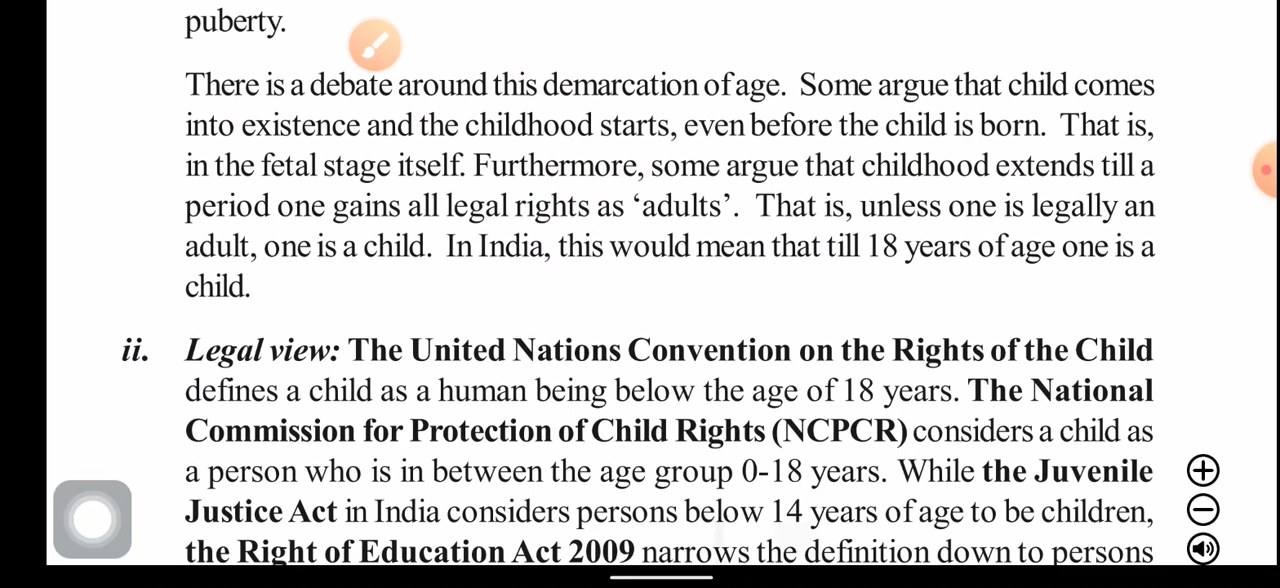 puberty.
There is a debate around this demarcation of age. Some argue that child comes
into existence and the childhood starts, even before the child is born. That is,
in the fetal stage itself. Furthermore, some argue that childhood extends till a
period one gains all legal rights as ‘adults’. That is, unless one is legally an
adult, one is a child. In India, this would mean that till 18 years of age one is a
child.
ii. Legal view: The United Nations Convention on the Rights of the Child
defines a child as a human being below the age of 18 years. The National
Commission for Protection of Child Rights (NCPCR) considers a child as
a person who is in between the age group 0-18 years. While the Juvenile
Justice Act in India considers persons below 14 years of age to be children,
the Right of Education Act 2009 narrows the definition down to persons